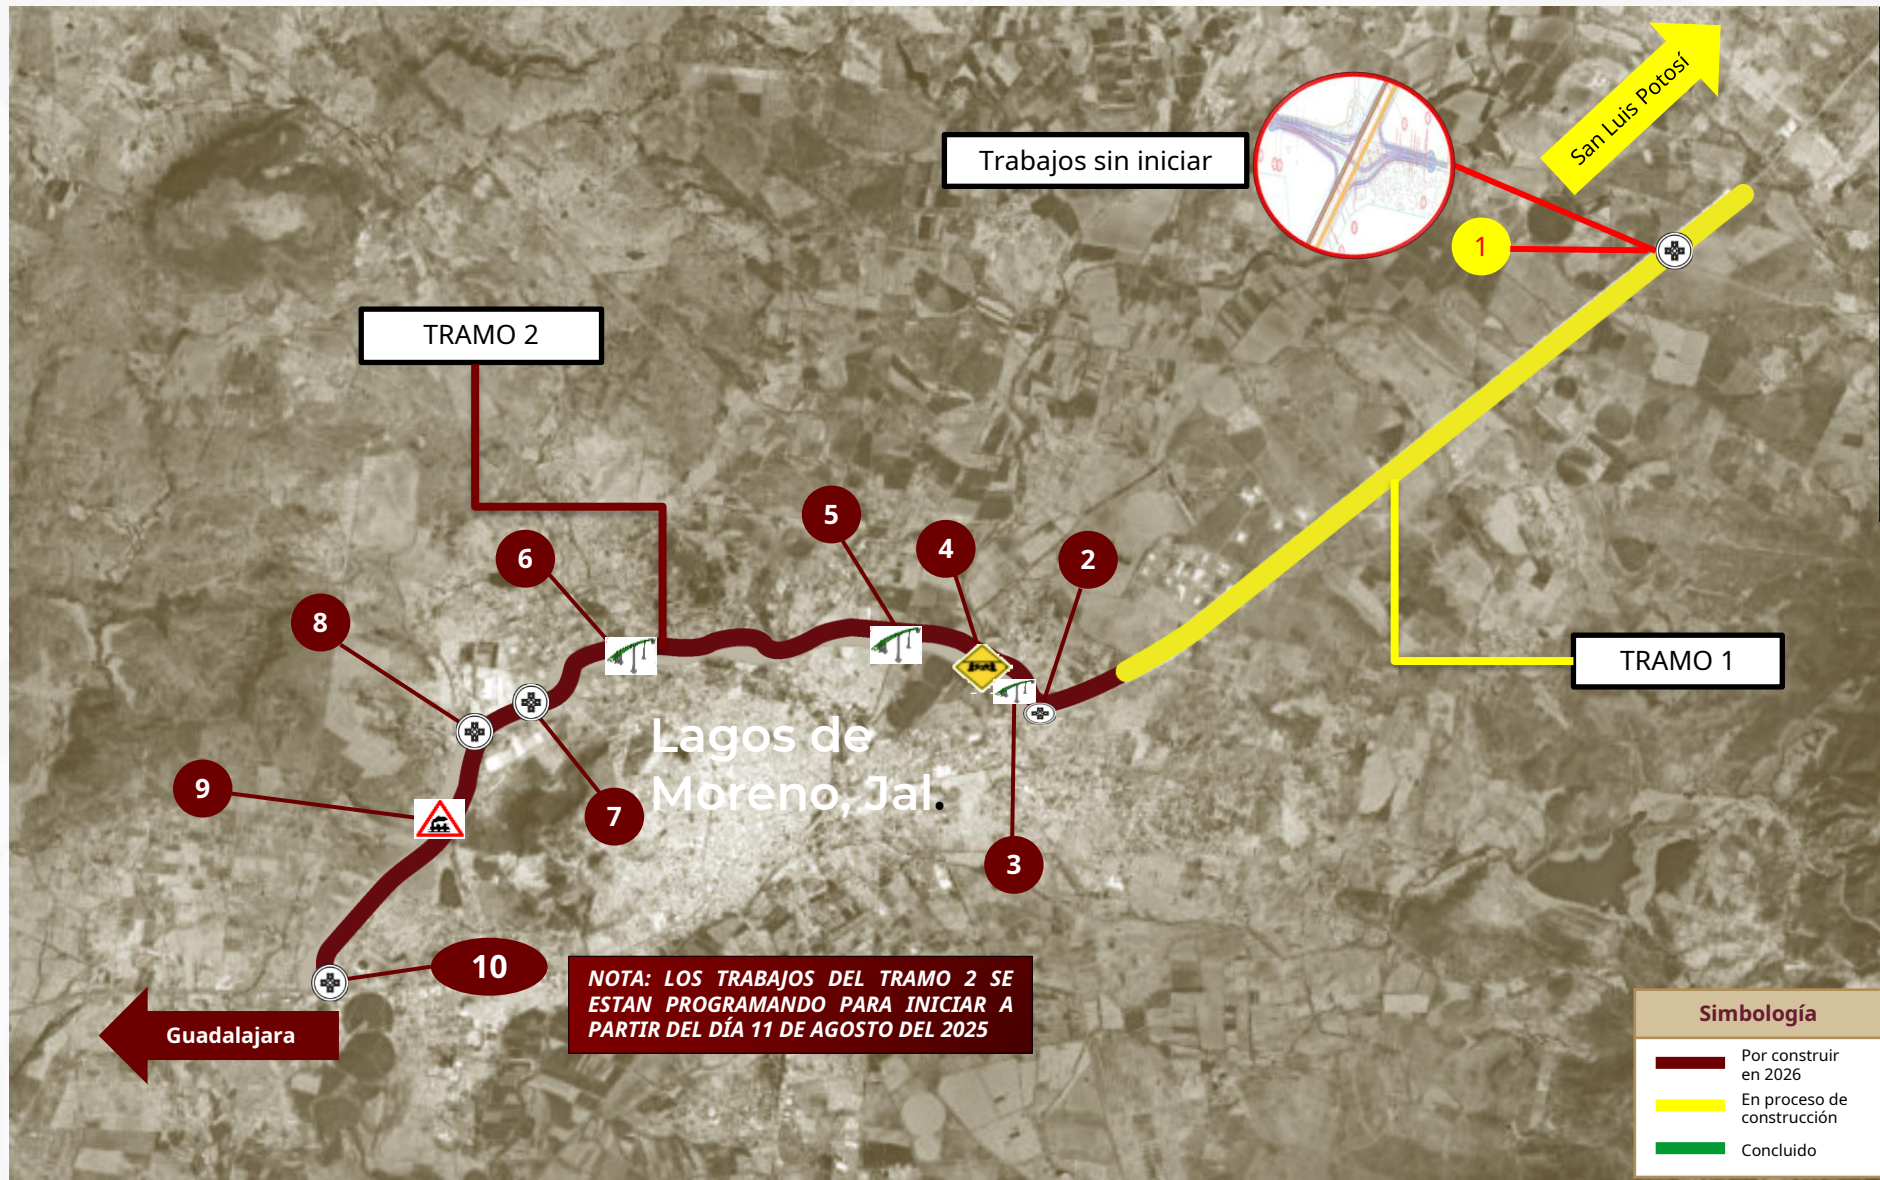 San Luis Potosí
Trabajos sin iniciar
1
TRAMO 2
5
4
2
6
8
TRAMO 1
Lagos de
Moreno, Jal.
9
7
3
10
NOTA: LOS TRABAJOS DEL TRAMO 2 SE
ESTAN PROGRAMANDO PARA INICIAR A
PARTIR DEL DÍA 11 DE AGOSTO DEL 2025
Guadalajara
Simbología
Por construir
en 2026
En proceso de
construcción
Concluido